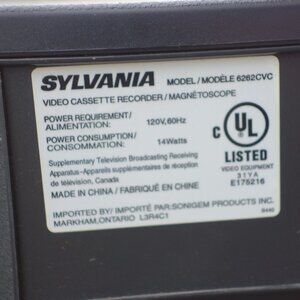 SYLVANIA MODEL / MODÈLE 6262CVC
VIDEO CASSETTE RECORDER / MAGNÉTOSCOPE
POWER REQUIREMENT/
ALIMENTATION: 120V,60Hz
POWER CONSUMPTION/
CONSOMMATION: 14Watts
Supplementary Television Broadcasting Receiving
Apparatus-Appareils supplémentaires de réception
de télévision, Canada
MADE IN CHINA / FABRIQUÉ EN CHINE
C UL
LISTED
VIDEO EQUIPMENT
31YA
E175216
IMPORTED BY/ IMPORTÉ PAR:SONIGEM PRODUCTS INC.
MARKHAM,ONTARIO L3R4C1